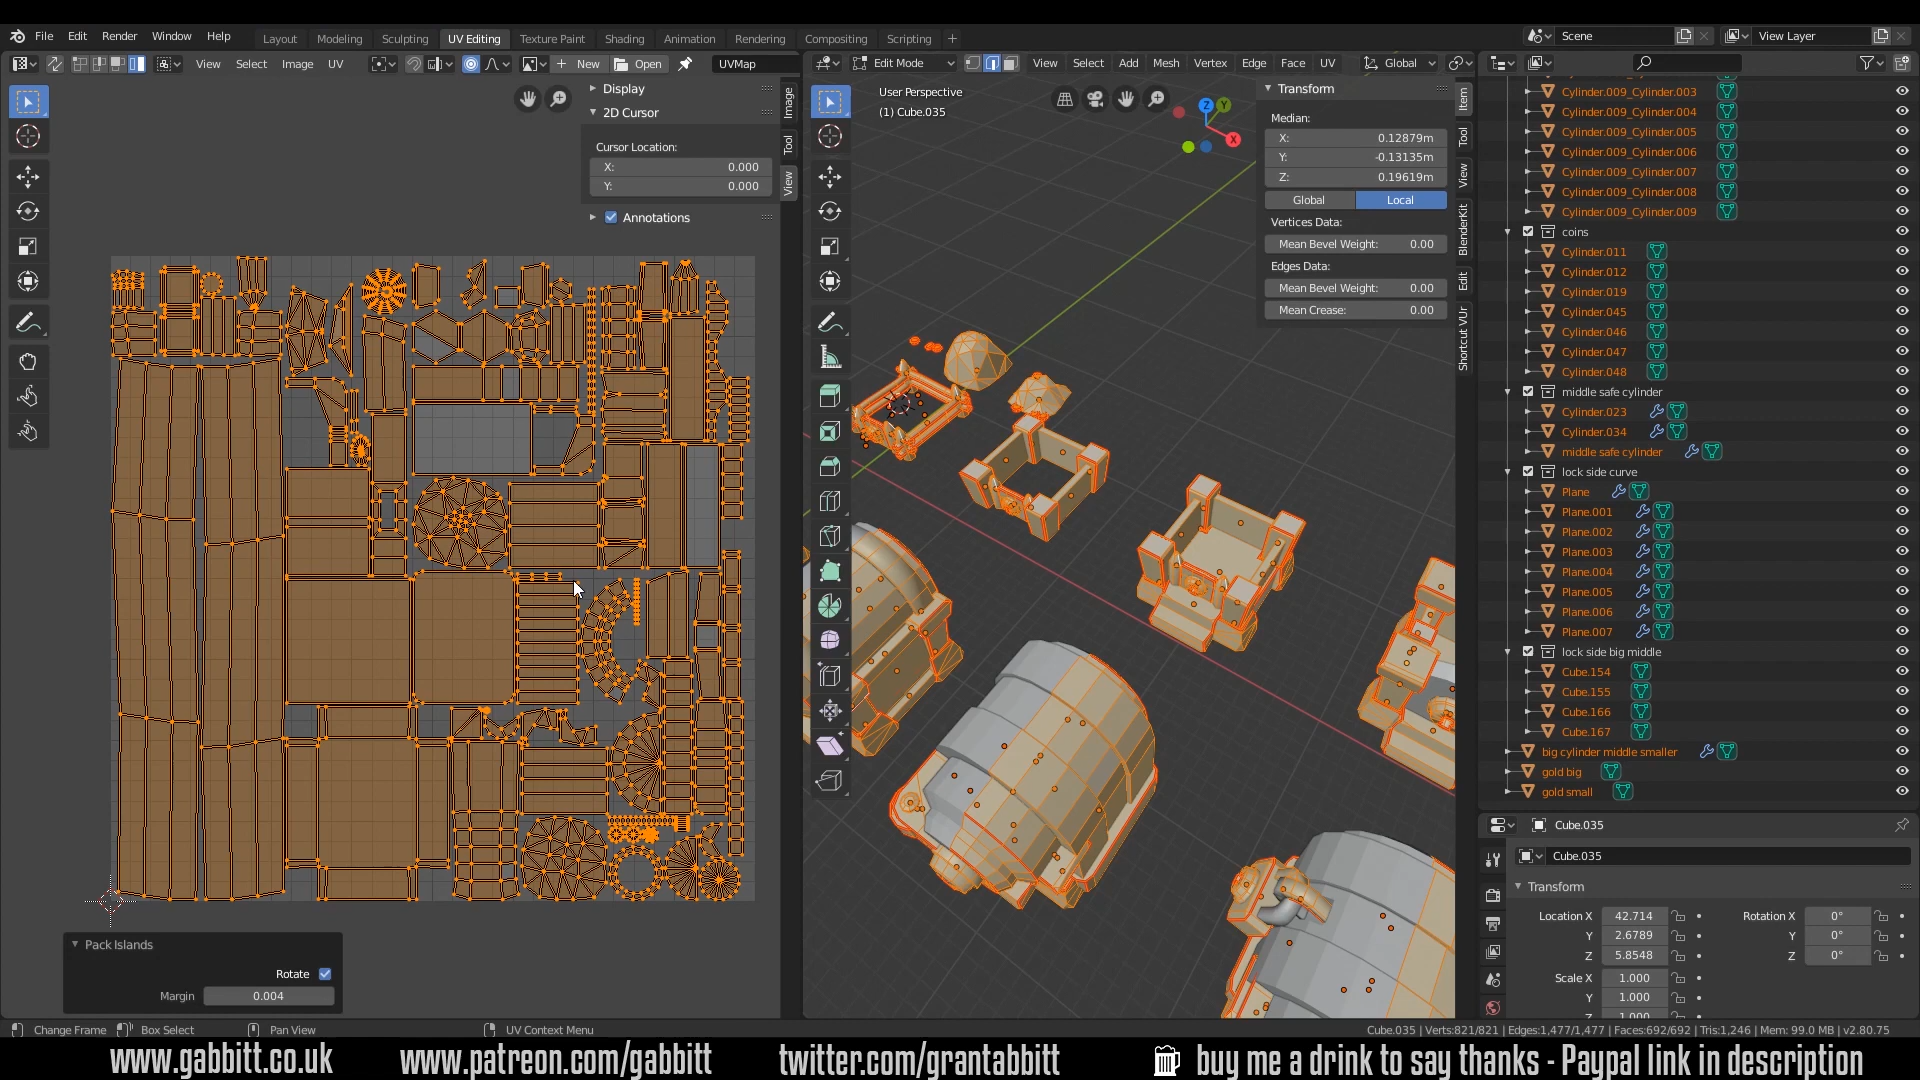 File Edit Render Window Help
Layout Modeling Sculpting UV Editing Texture Paint Shading Animation Rendering Compositing Scripting
Scene
View Layer
View Select Image UV
New Open
UVMap
Edit Mode
View Select Add Mesh Vertex Edge Face UV
Global
Display
2D Cursor
Cursor Location:
X: 0.000
Y: 0.000
Annotations
Image
Tool
View
User Perspective
(1) Cube.035
Z
Y
X
Transform
Median:
X: 0.12879m
Y: -0.13135m
Z: 0.19619m
Global Local
Vertices Data:
Mean Bevel Weight: 0.00
Edges Data:
Mean Bevel Weight: 0.00
Mean Crease: 0.00
Item
Tool
View
BlenderKit
Edit
Shortcut VUr
Cylinder.009_Cylinder.003
Cylinder.009_Cylinder.004
Cylinder.009_Cylinder.005
Cylinder.009_Cylinder.006
Cylinder.009_Cylinder.007
Cylinder.009_Cylinder.008
Cylinder.009_Cylinder.009
coins
Cylinder.011
Cylinder.012
Cylinder.019
Cylinder.045
Cylinder.046
Cylinder.047
Cylinder.048
middle safe cylinder
Cylinder.023
Cylinder.034
middle safe cylinder
lock side curve
Plane
Plane.001
Plane.002
Plane.003
Plane.004
Plane.005
Plane.006
Plane.007
lock side big middle
Cube.154
Cube.155
Cube.166
Cube.167
big cylinder middle smaller
gold big
gold small
Cube.035
Cube.035
Transform
Location X 42.714 Rotation X 0°
Y 2.6789 Y 0°
Z 5.8548 Z 0°
Scale X 1.000
Y 1.000
Z 1.000
Pack Islands
Rotate
Margin 0.004
Change Frame Box Select Pan View UV Context Menu
Cube.035 | Verts:821/821 | Edges:1,477/1,477 | Faces:692/692 | Tris:1,246 | Mem: 99.0 MB | v2.80.75
www.gabbitt.co.uk www.patreon.com/gabbitt twitter.com/grantabbitt buy me a drink to say thanks - Paypal link in description